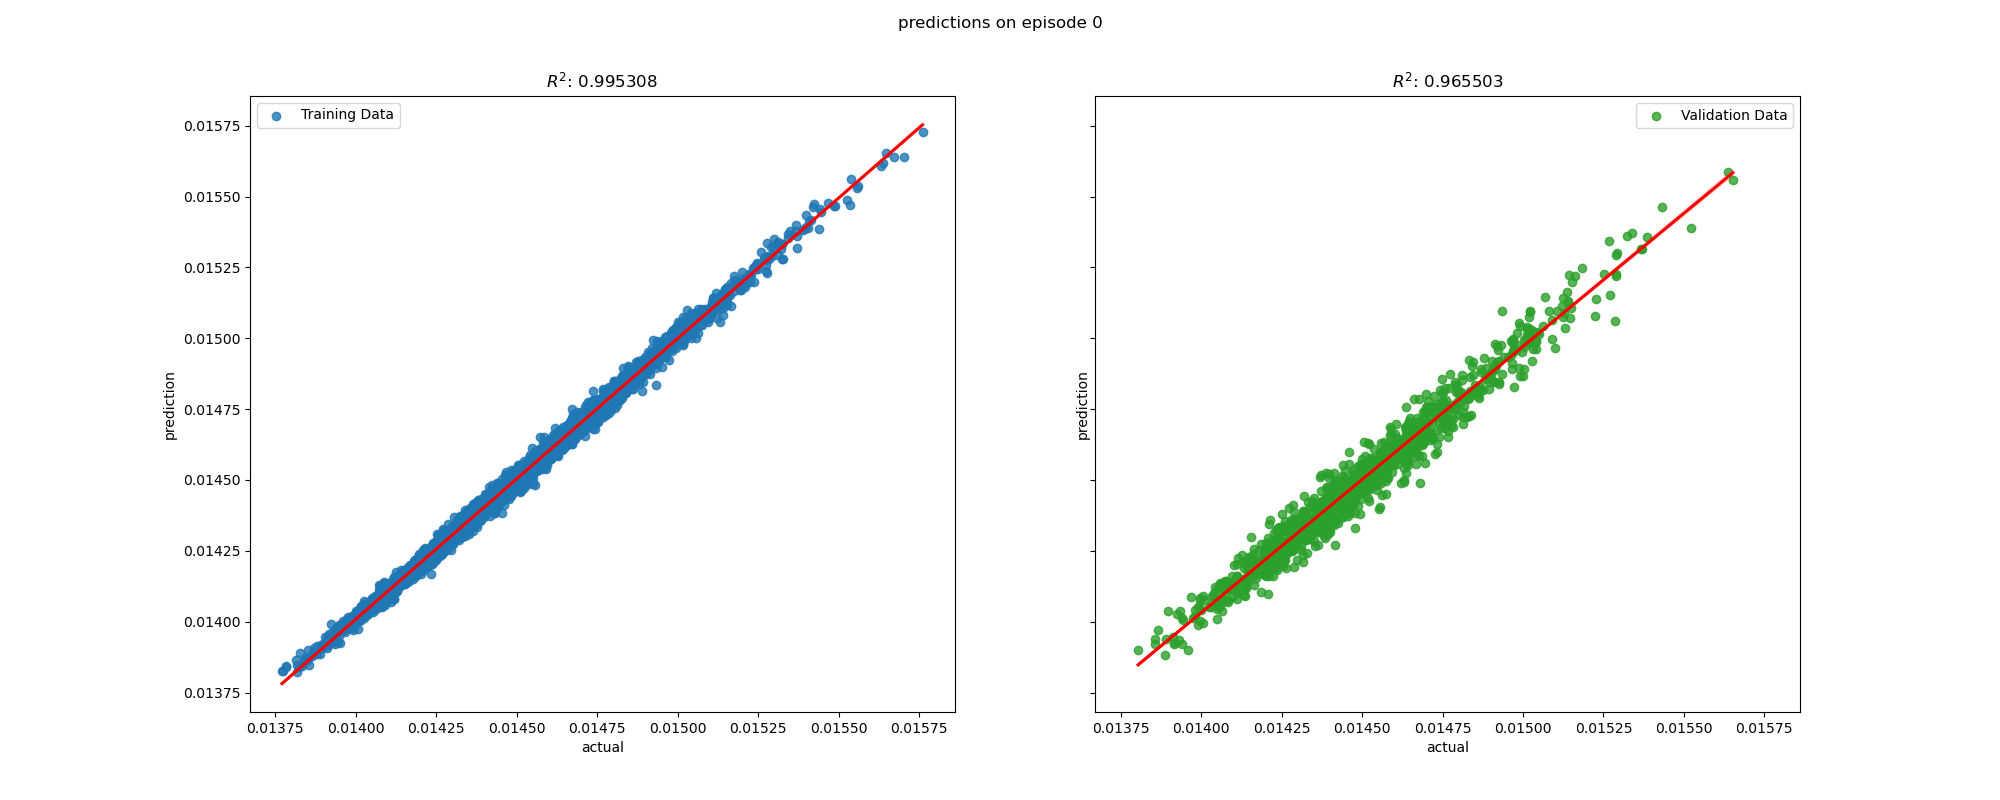 predictions on episode 0
R²: 0.995308
Training Data
0.01575
0.01550
0.01525
0.01500
0.01475
0.01450
0.01425
0.01400
0.01375
prediction
0.01375 0.01400 0.01425 0.01450 0.01475 0.01500 0.01525 0.01550 0.01575
actual
R²: 0.965503
Validation Data
prediction
0.01375 0.01400 0.01425 0.01450 0.01475 0.01500 0.01525 0.01550 0.01575
actual